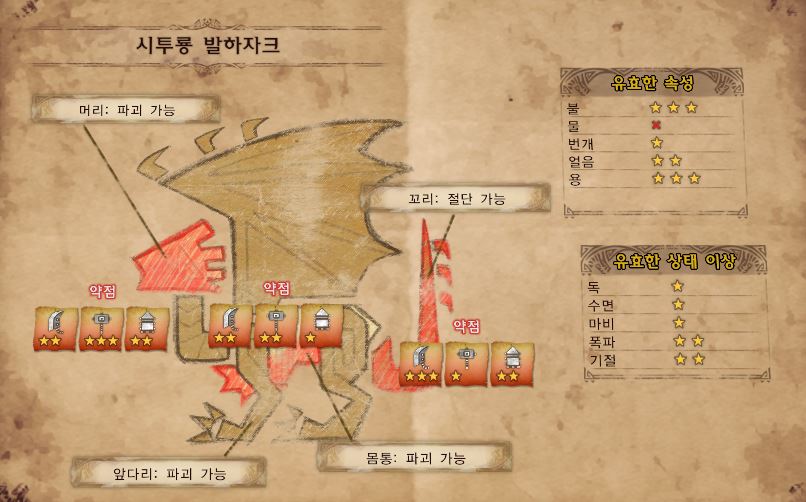 시투룡 발하자크
머리: 파괴 가능
꼬리: 절단 가능
약점
약점
약점
앞다리: 파괴 가능
몸통: 파괴 가능
유효한 속성
불
물
번개
얼음
용
유효한 상태 이상
독
수면
마비
폭파
기절